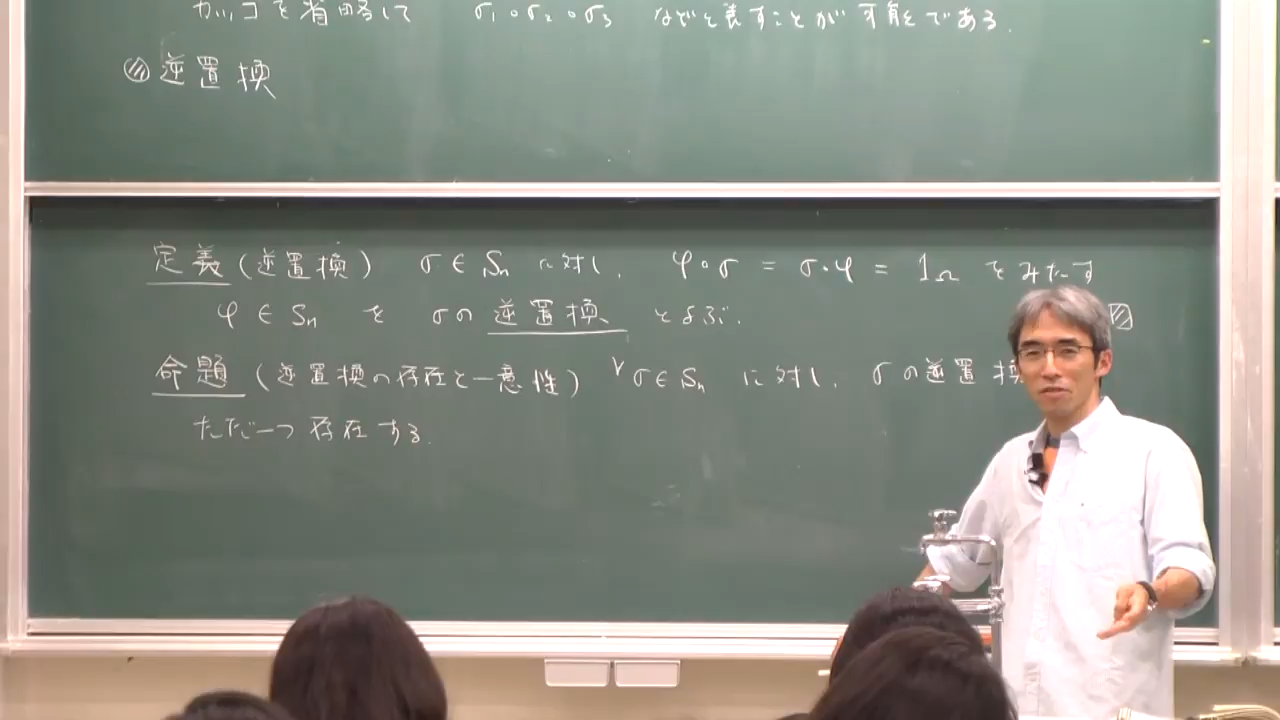 カッコを省略して σ₁∘σ₂∘σ₃ などと表すことが可能である.
逆置換
定義 (逆置換) σ ∈ Sn に対し, φ∘σ = σ∘φ = 1Ω をみたす
φ ∈ Sn を σの逆置換 とよぶ.
命題 (逆置換の存在と一意性) ∀σ∈Sn に対し, σの逆置換
ただ一つ存在する.